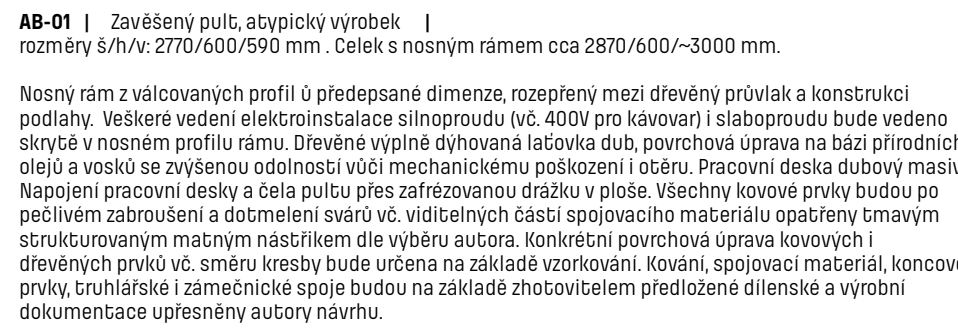 AB-01 | Zavěšený pult, atypický výrobek |
rozměry š/h/v: 2770/600/590 mm . Celek s nosným rámem cca 2870/600/~3000 mm.
Nosný rám z válcovaných profil ů předepsané dimenze, rozepřený mezi dřevěný průvlak a konstrukci
podlahy. Veškeré vedení elektroinstalace silnoproudu (vč. 400V pro kávovar) i slaboproudu bude vedeno
skrytě v nosném profilu rámu. Dřevěné výplně dýhovaná laťovka dub, povrchová úprava na bázi přírodních
olejů a vosků se zvýšenou odolností vůči mechanickému poškození i otěru. Pracovní deska dubový masiv
Napojení pracovní desky a čela pultu přes zafrézovanou drážku v ploše. Všechny kovové prvky budou po
pečlivém zabroušení a dotmelení svárů vč. viditelných částí spojovacího materiálu opatřeny tmavým
strukturovaným matným nástřikem dle výběru autora. Konkrétní povrchová úprava kovových i
dřevěných prvků vč. směru kresby bude určena na základě vzorkování. Kování, spojovací materiál, koncové
prvky, truhlářské i zámečnické spoje budou na základě zhotovitelem předložené dílenské a výrobní
dokumentace upřesněny autory návrhu.